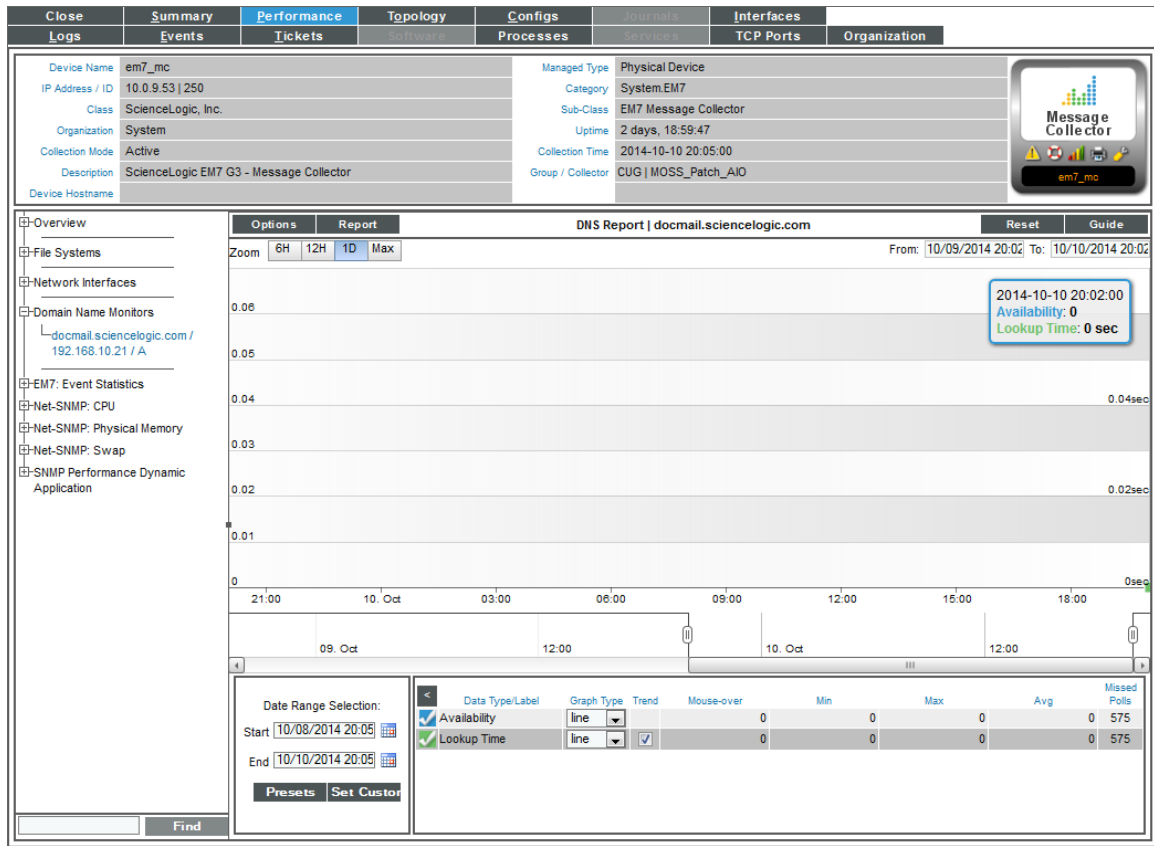 Close Summary Performance Topology Configs Journals Interfaces
Logs Events Tickets Software Processes Services TCP Ports Organization
Device Name em7_mc Managed Type Physical Device
IP Address / ID 10.0.9.53 | 250 Category System.EM7
Class ScienceLogic, Inc. Sub-Class EM7 Message Collector
Organization System Uptime 2 days, 18:59:47
Collection Mode Active Collection Time 2014-10-10 20:05:00
Description ScienceLogic EM7 G3 - Message Collector Group / Collector CUG | MOSS_Patch_AIO
Device Hostname
Message
Collector
em7_mc
Overview
File Systems
Network Interfaces
Domain Name Monitors
docmail.sciencelogic.com /
192.168.10.21 / A
EM7: Event Statistics
Net-SNMP: CPU
Net-SNMP: Physical Memory
Net-SNMP: Swap
SNMP Performance Dynamic
Application
Find
Options Report DNS Report | docmail.sciencelogic.com Reset Guide
Zoom 6H 12H 1D Max From: 10/09/2014 20:02 To: 10/10/2014 20:02
2014-10-10 20:02:00
Availability: 0
Lookup Time: 0 sec
0.06
0.05
0.04 0.04sec
0.03
0.02 0.02sec
0.01
0 0sec
21:00 10. Oct 03:00 06:00 09:00 12:00 15:00 18:00
09. Oct 12:00 10. Oct 12:00
Date Range Selection:
Start 10/08/2014 20:05
End 10/10/2014 20:05
Presets Set Custor
< Data Type/Label Graph Type Trend Mouse-over Min Max Avg Missed Polls
Availability line 0 0 0 0 575
Lookup Time line 0 0 0 0 575